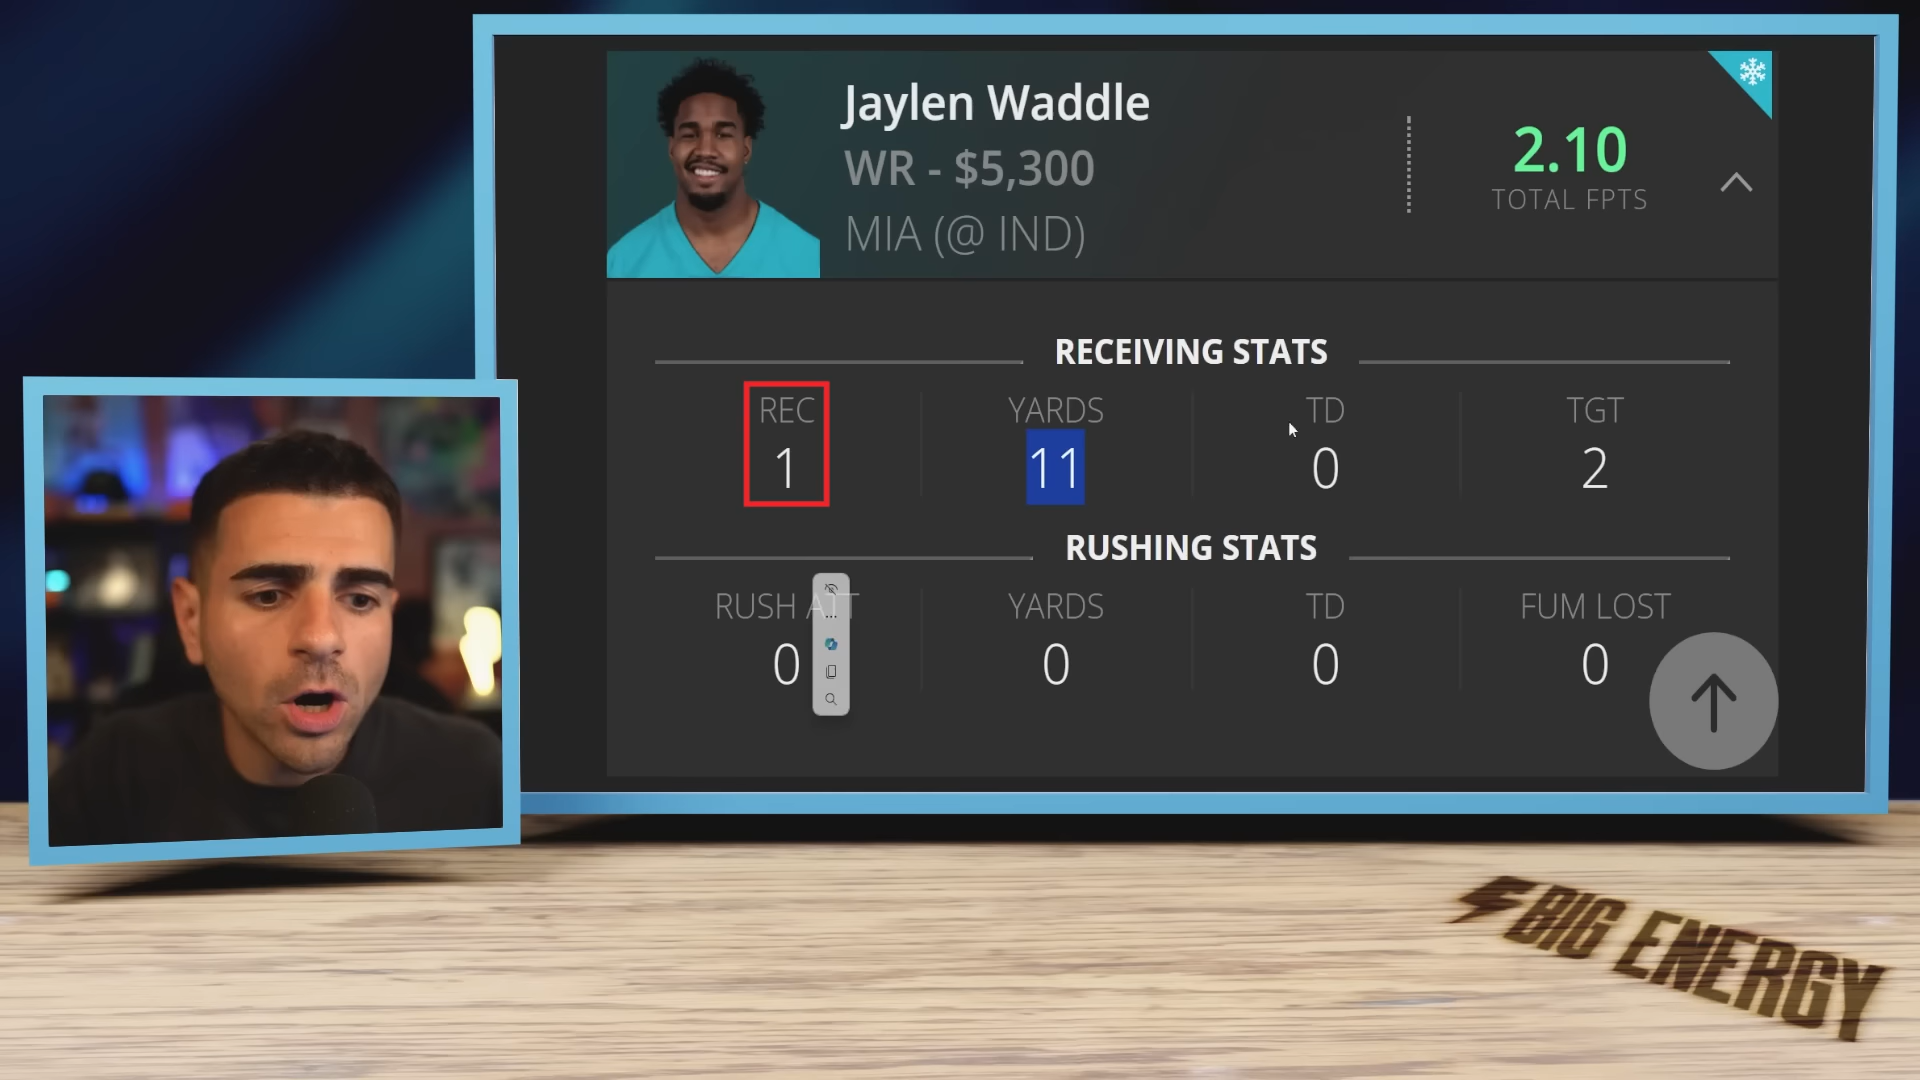 Jaylen Waddle
WR - $5,300
MIA (@ IND)
2.10
TOTAL FPTS
RECEIVING STATS
REC YARDS TD TGT
1 11 0 2
RUSHING STATS
RUSH ATT YARDS TD FUM LOST
0 0 0 0
BIG ENERGY